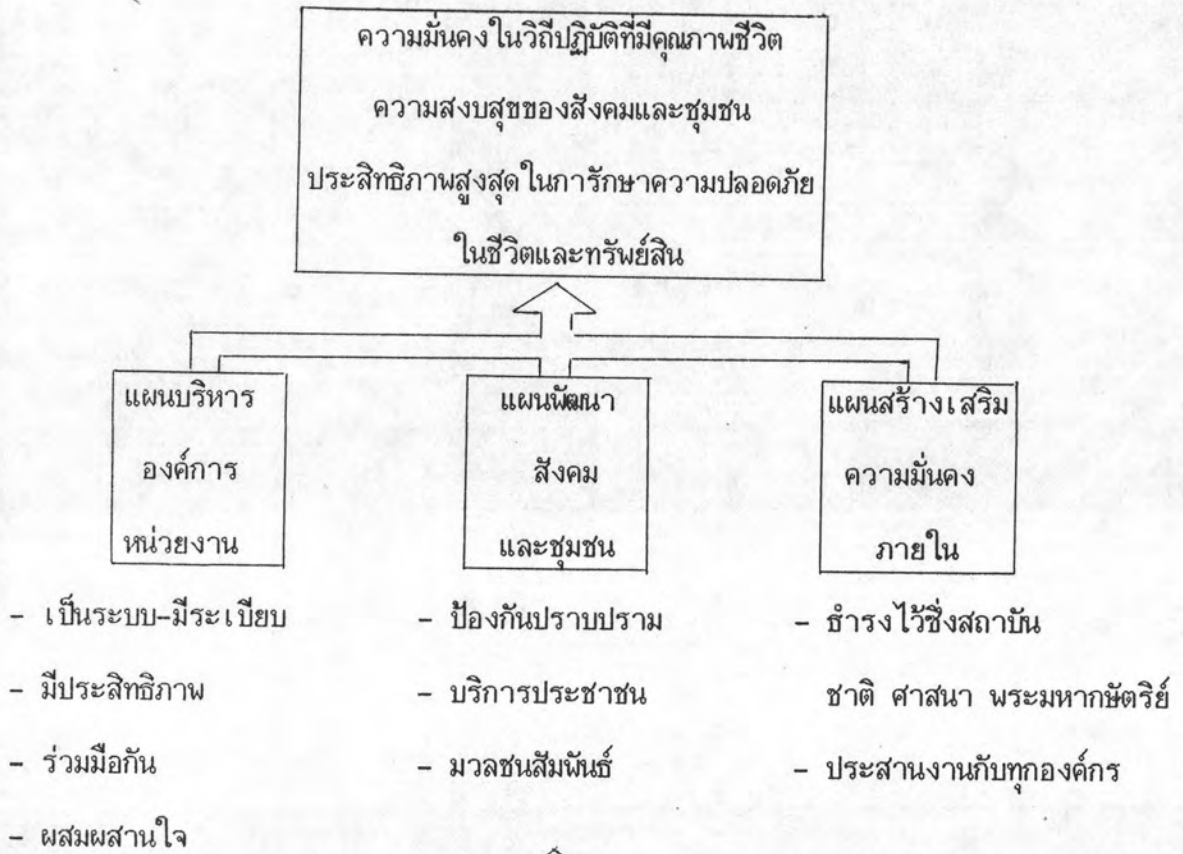 ความมั่นคงในวิถีปฏิบัติที่มีคุณภาพชีวิต
ความสงบสุขของสังคมและชุมชน
ประสิทธิภาพสูงสุดในการักษาความปลอดภัย
ในชีวิตและทรัพย์สิน
แผนบริหาร
องค์การ
หน่วยงาน
- เป็นระบบ-มีระเบียบ
- มีประสิทธิภาพ
- ร่วมมือกัน
- ผสมผสานใจ
แผนพัฒนา
สังคม
และชุมชน
- ป้องกันปราบปราม
- บริการประชาชน
- มวลชนสัมพันธ์
แผนสร้างเสริม
ความมั่นคง
ภายใน
- ธำรงไว้ซึ่งสถาบัน
ชาติ ศาสนา พระมหากษัตริย์
- ประสานงานกับทุกองค์กร